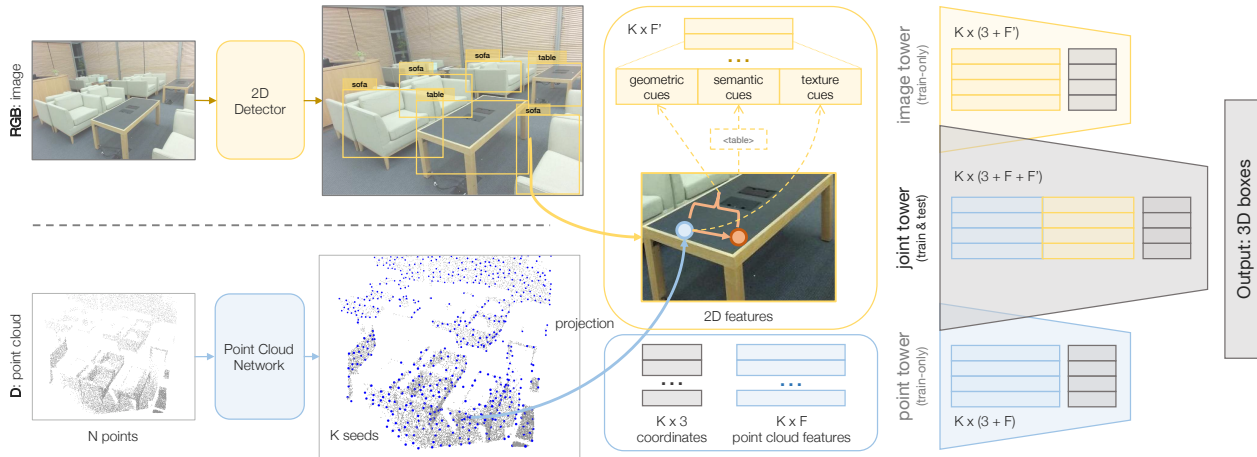 RGB: image
2D
Detector
sofa
sofa
sofa
table
table
sofa
K x F'
...
geometric
cues
semantic
cues
texture
cues
<table>
2D features
D: point cloud
N points
Point Cloud
Network
K seeds
projection
...
...
K x 3
coordinates
K x F
point cloud features
image tower
(train-only)
K x (3 + F')
joint tower
(train & test)
K x (3 + F + F')
point tower
(train-only)
K x (3 + F)
Output: 3D boxes